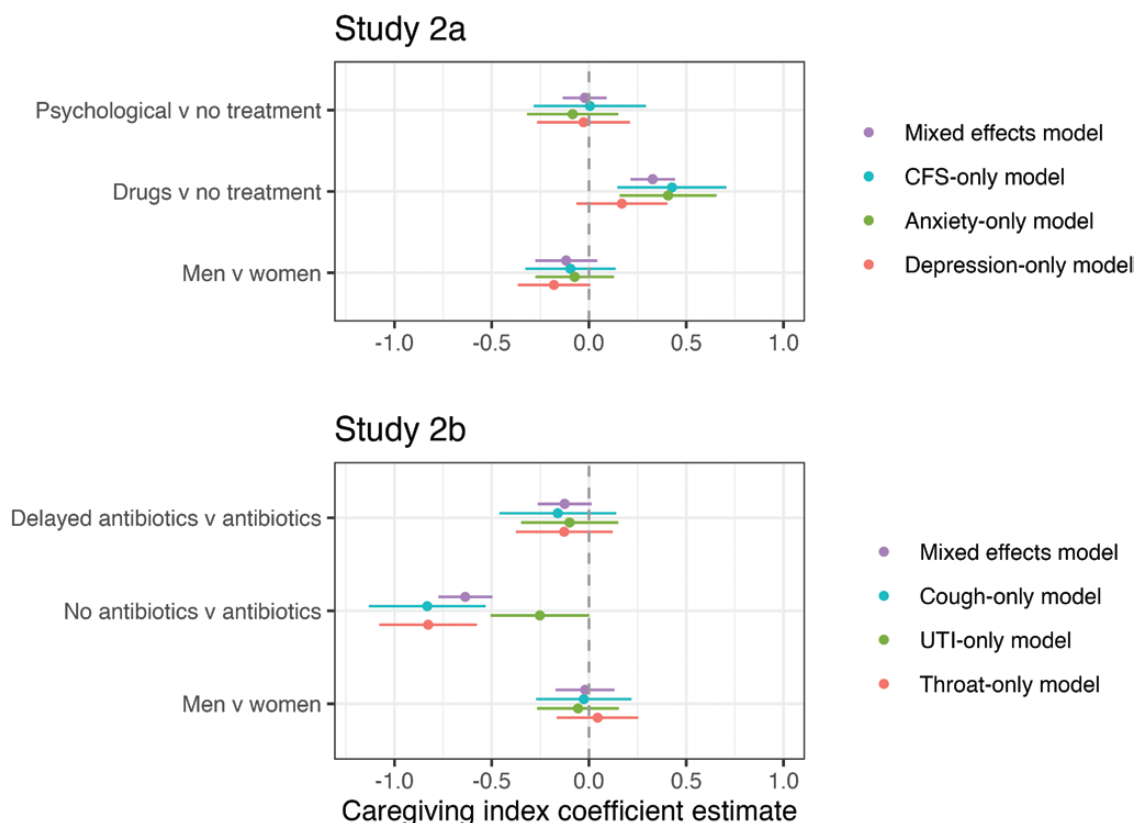 Study 2a
Psychological v no treatment
Drugs v no treatment
Men v women
-1.0 -0.5 0.0 0.5 1.0
Mixed effects model
CFS-only model
Anxiety-only model
Depression-only model
Study 2b
Delayed antibiotics v antibiotics
No antibiotics v antibiotics
Men v women
-1.0 -0.5 0.0 0.5 1.0
Caregiving index coefficient estimate
Mixed effects model
Cough-only model
UTI-only model
Throat-only model